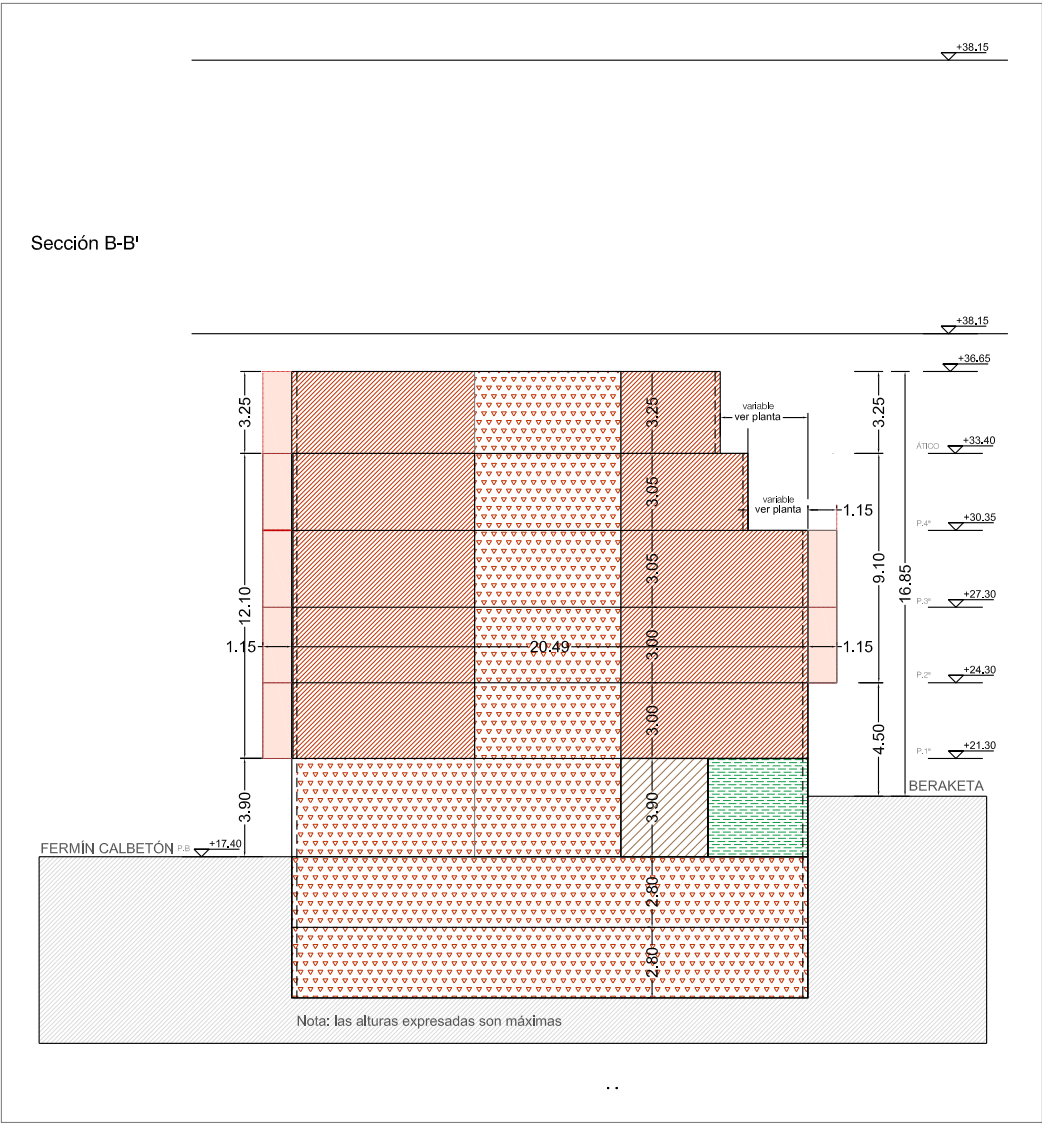 +38.15
Sección B-B'
+38.15
+36.65
3.25
3.25
3.25
variable
ver planta
ÁTICO +33.40
3.05
variable
ver planta
1.15
P.4ª +30.35
12.10
3.05
9.10
16.85
P.3ª +27.30
1.15
20.49
3.00
1.15
P.2ª +24.30
3.00
4.50
P.1ª +21.30
3.90
3.90
BERAKETA
FERMÍN CALBETÓN P.B +17.40
2.80
2.80
Nota: las alturas expresadas son máximas